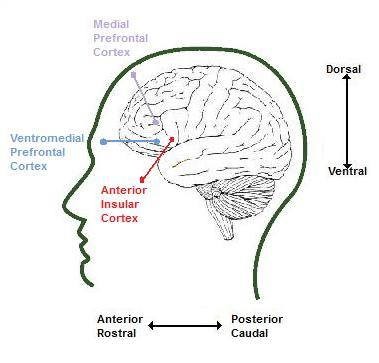 Medial
Prefrontal
Cortex
Dorsal
Ventromedial
Prefrontal
Cortex
Ventral
Anterior
Insular
Cortex
Anterior
Rostral
Posterior
Caudal